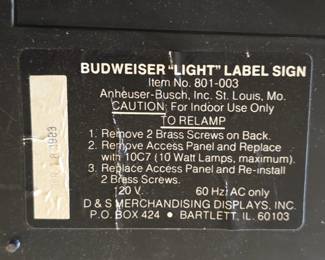 BUDWEISER "LIGHT" LABEL SIGN
Item No. 801-003
Anheuser-Busch, Inc. St. Louis, Mo.
CAUTION: For Indoor Use Only
TO RELAMP
1. Remove 2 Brass Screws on Back.
2. Remove Access Panel and Replace
with 10C7 (10 Watt Lamps, maximum).
3. Replace Access Panel and Re-install
2 Brass Screws.
120 V. 60 Hz. AC only
D & S MERCHANDISING DISPLAYS, INC.
P.O. BOX 424 • BARTLETT, IL. 60103